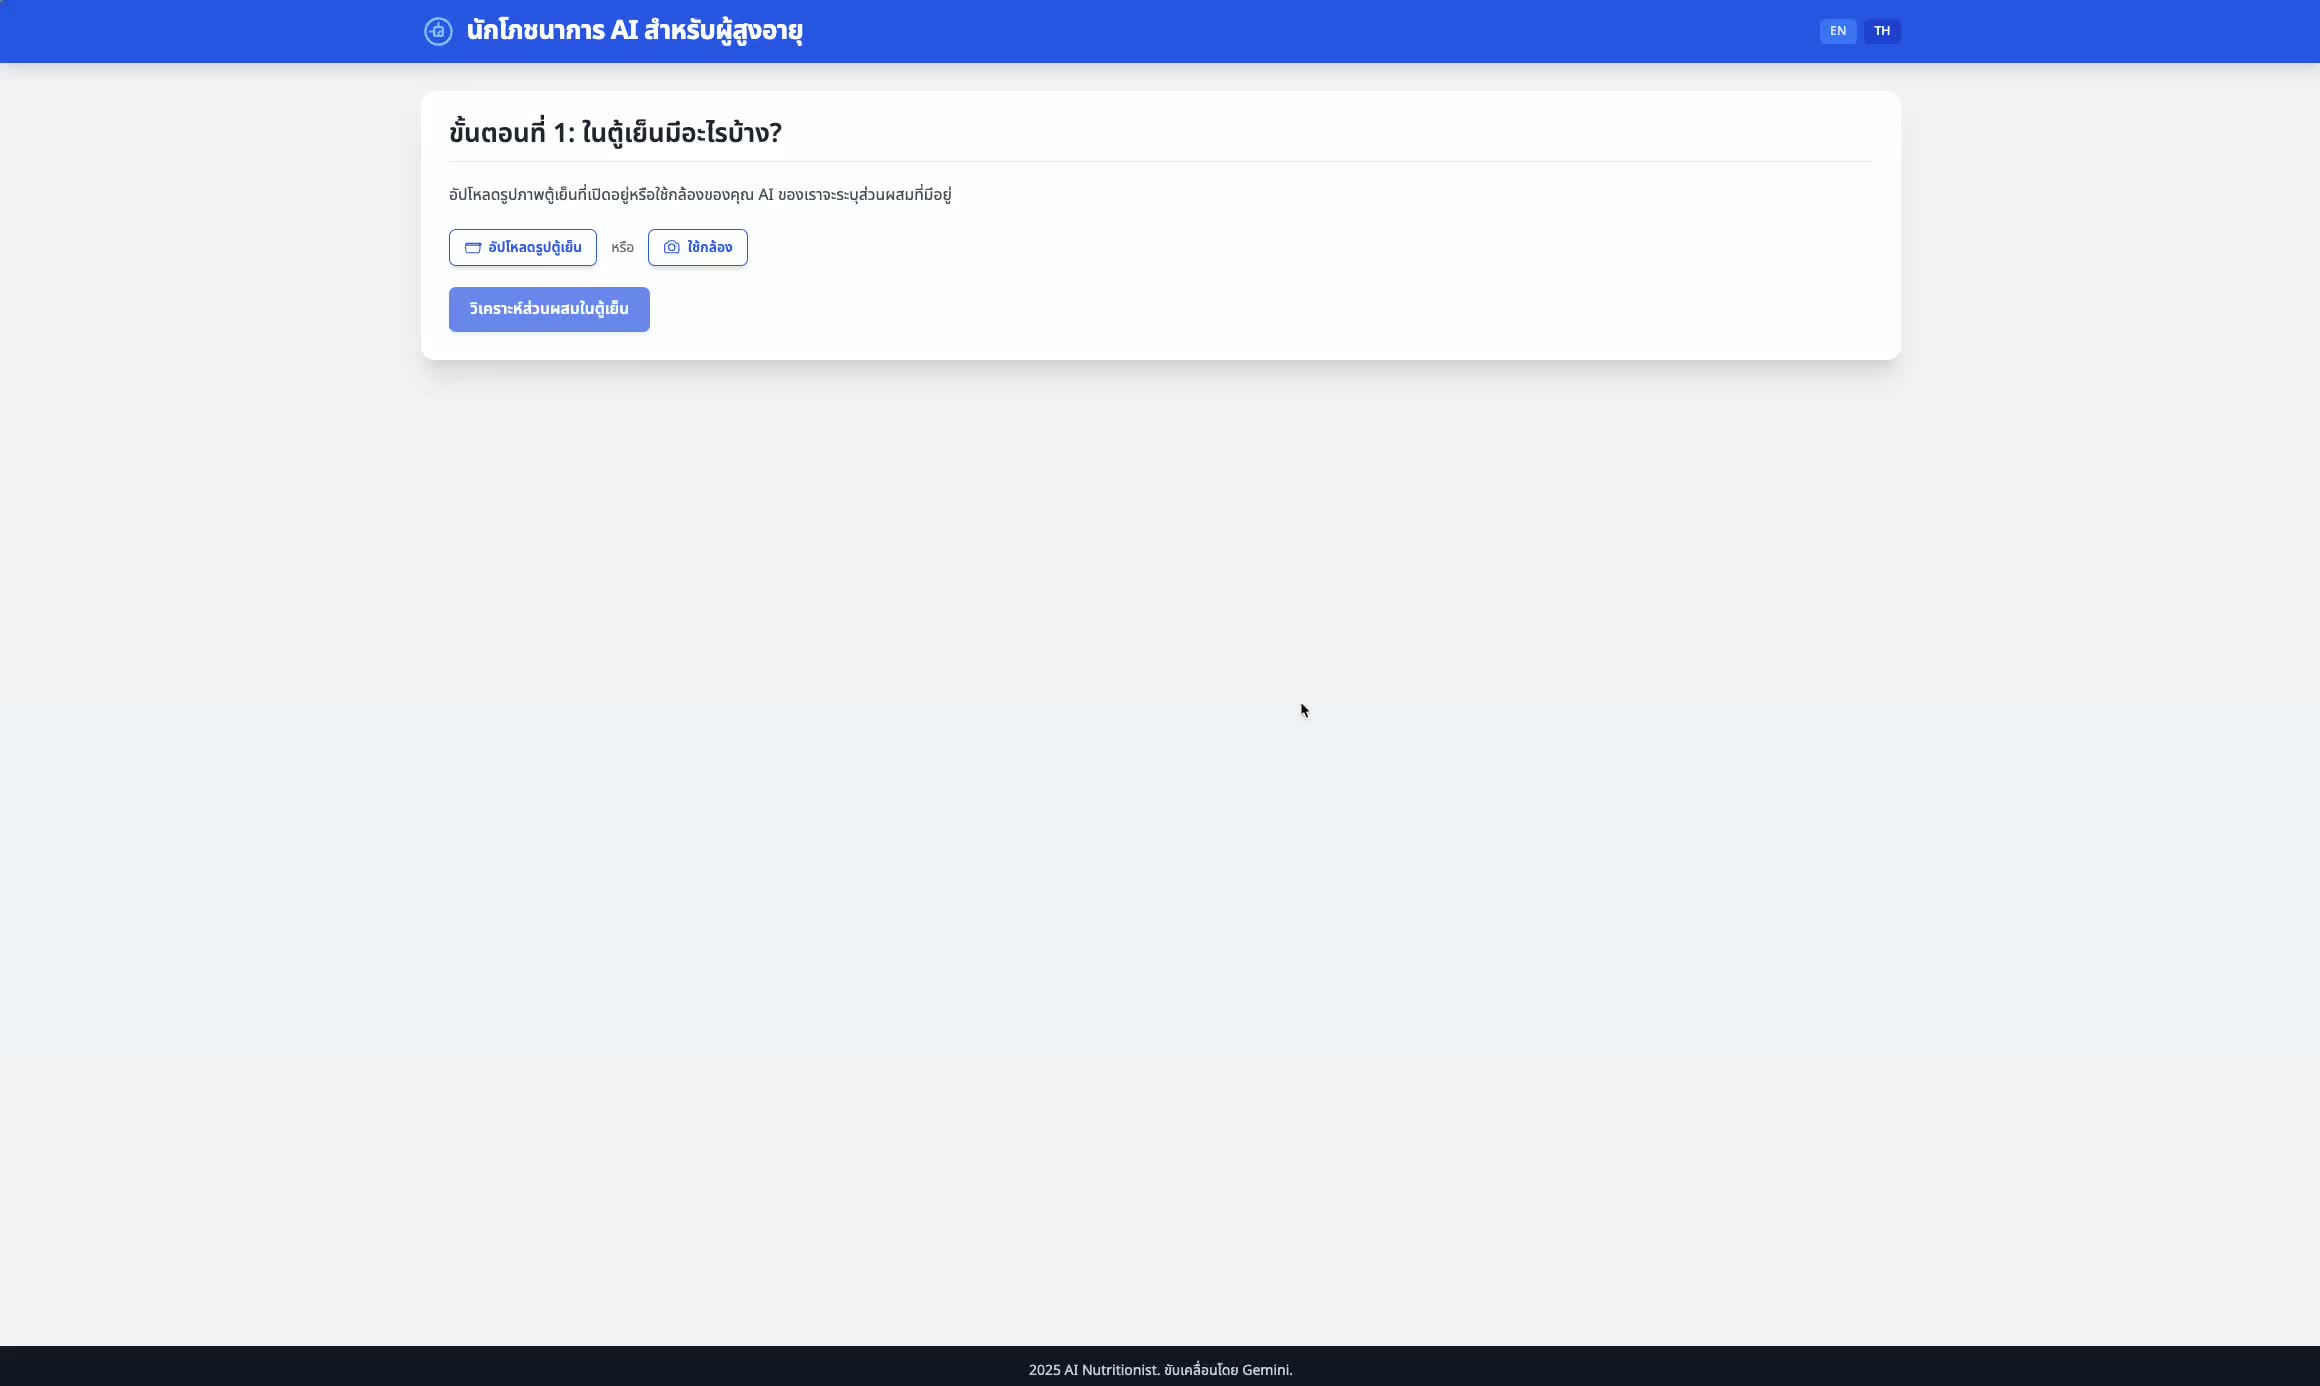 นักโภชนาการ AI สำหรับผู้สูงอายุ
EN TH
ขั้นตอนที่ 1: ในตู้เย็นมีอะไรบ้าง?
อัปโหลดรูปภาพตู้เย็นที่เปิดอยู่หรือใช้กล้องของคุณ AI ของเราจะระบุส่วนผสมที่มีอยู่
อัปโหลดรูปตู้เย็น หรือ ใช้กล้อง
วิเคราะห์ส่วนผสมในตู้เย็น
2025 AI Nutritionist. ขับเคลื่อนโดย Gemini.